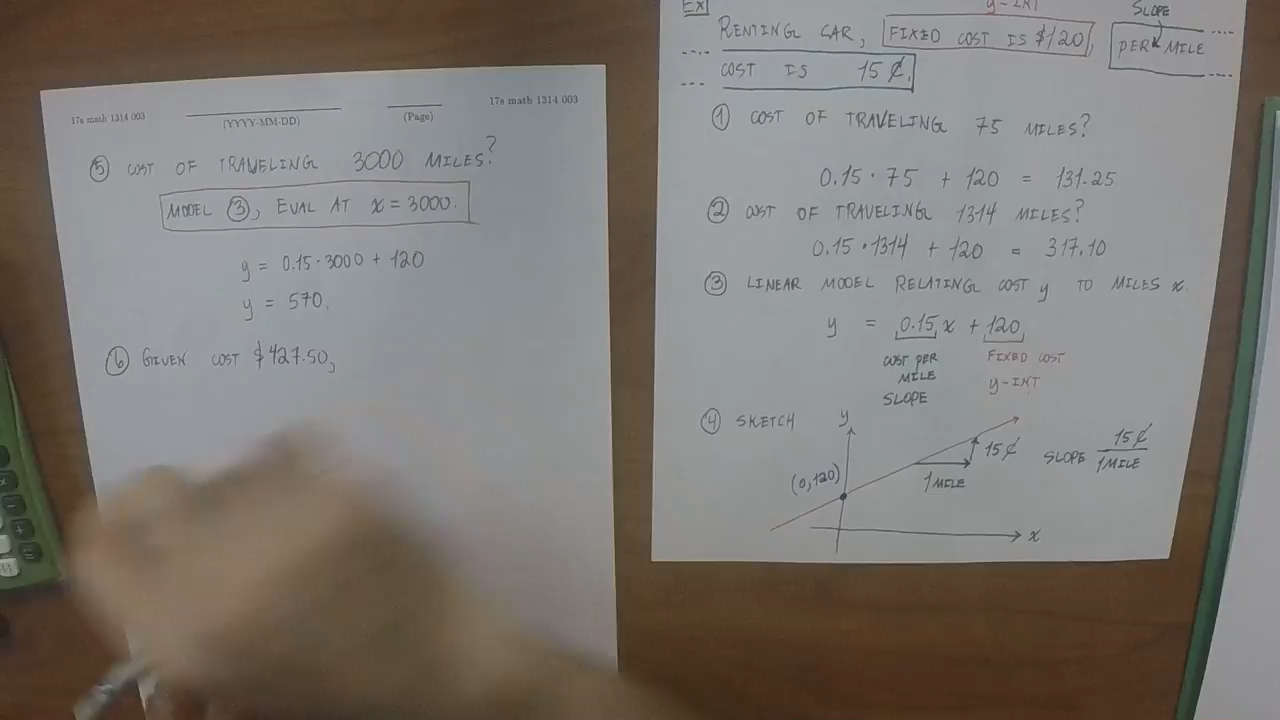 17s math 1314 003
(YYYY-MM-DD)
(Page)
17s math 1314 003
⑤ COST OF TRAVELING 3000 MILES?
MODEL ③, EVAL AT x = 3000.
y = 0.15·3000 + 120
y = 570.
⑥ GIVEN COST $427.50,
EX
y-INT
SLOPE
RENTING CAR, FIXED COST IS $120, PER MILE
COST IS 15¢.
① COST OF TRAVELING 75 MILES?
0.15·75 + 120 = 131.25
② COST OF TRAVELING 1314 MILES?
0.15·1314 + 120 = 317.10
③ LINEAR MODEL RELATING COST y TO MILES x.
y = 0.15x + 120
COST PER FIXED COST
MILE y-INT
SLOPE
④ SKETCH
y
(0,120)
15¢
1 MILE
x
SLOPE 15¢/1 MILE